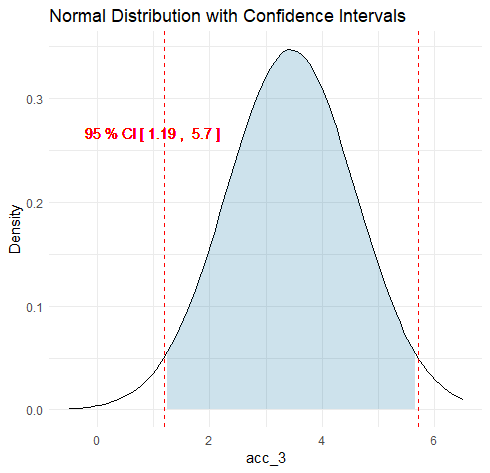 Normal Distribution with Confidence Intervals
0.3
95 % CI [ 1.19 ,  5.7 ]
0.2
Density
0.1
0.0
0 2 4 6
acc_3